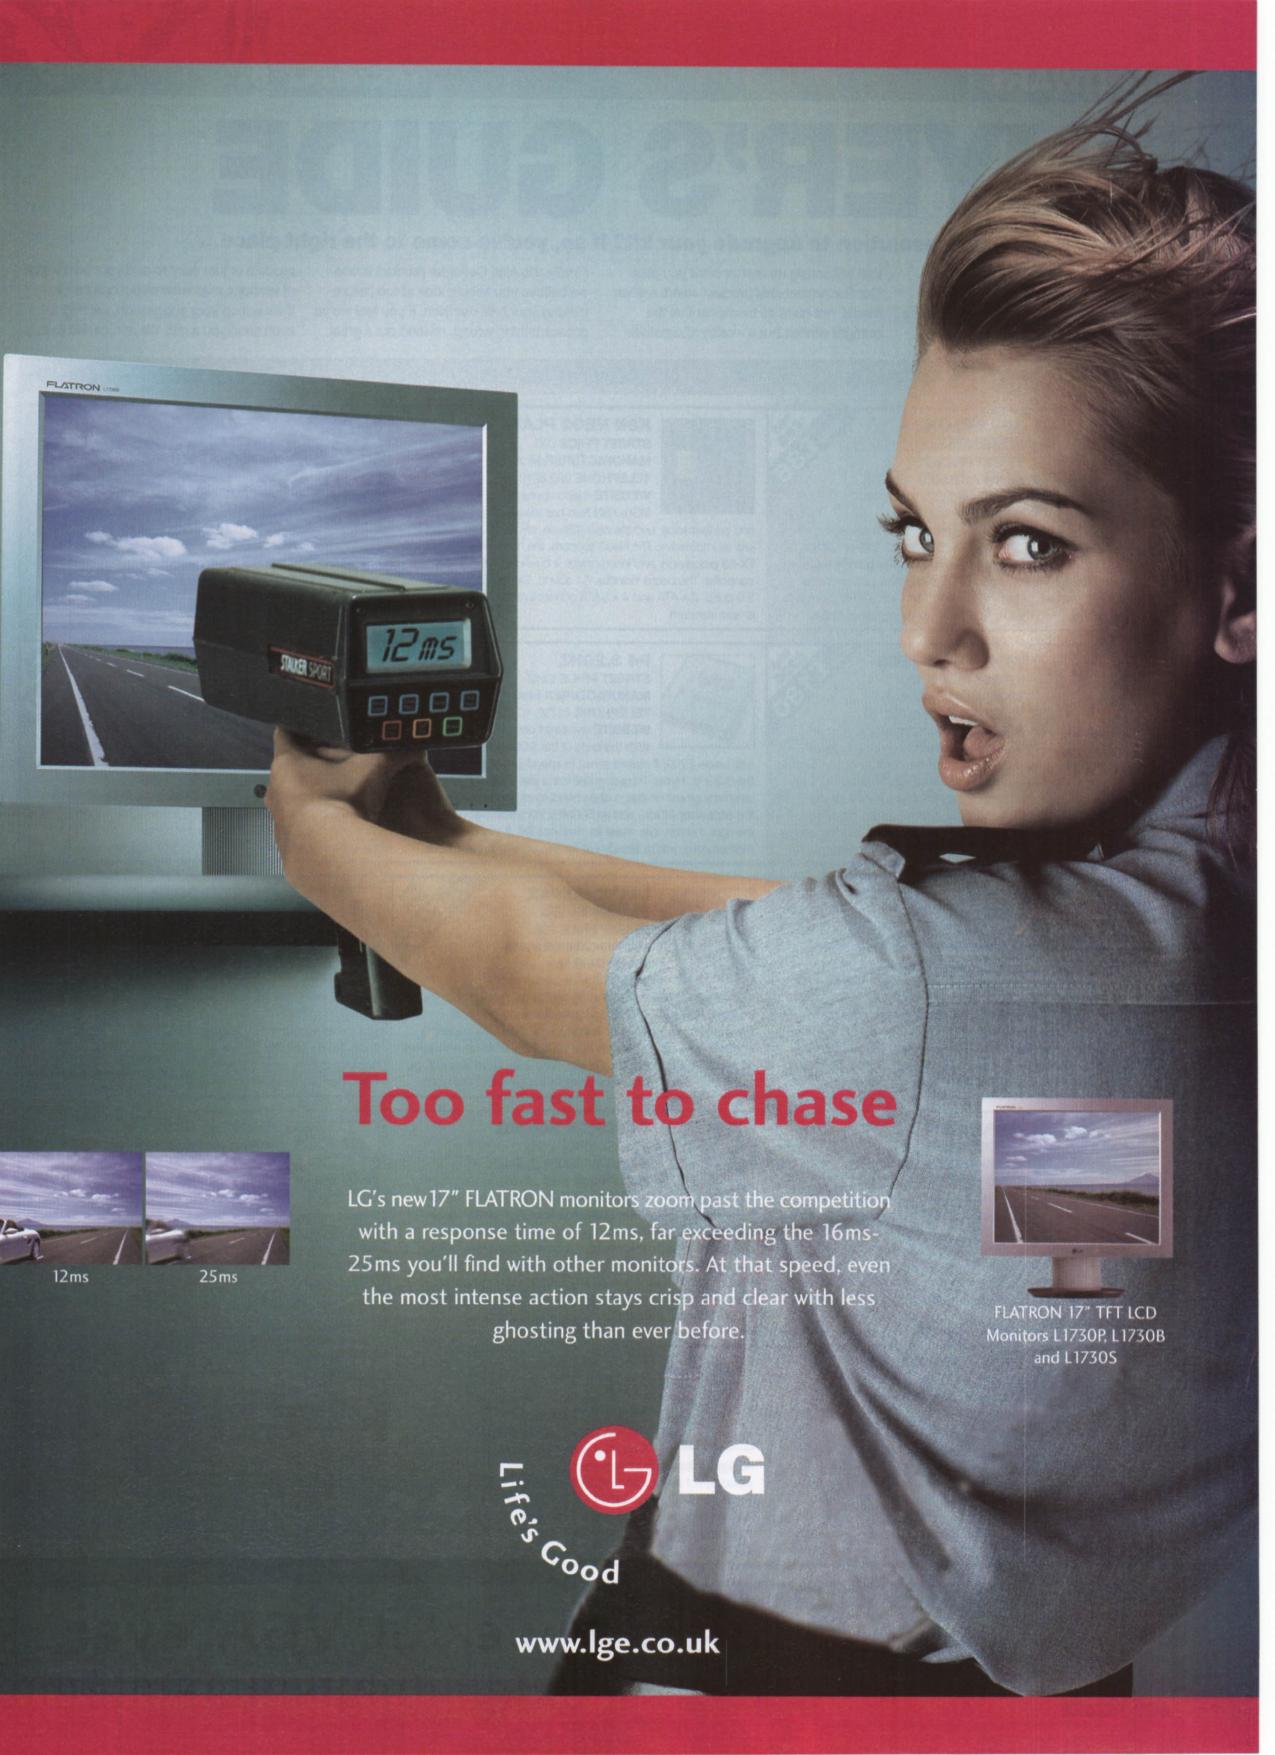 FLATRON
12ms
STALKER SPORT
Too fast to chase
LG's new 17" FLATRON monitors zoom past the competition
with a response time of 12ms, far exceeding the 16ms-
25ms you'll find with other monitors. At that speed, even
the most intense action stays crisp and clear with less
ghosting than ever before.
12ms
25ms
FLATRON 17" TFT LCD
Monitors L1730P, L1730B
and L1730S
LG
Life's Good
www.lge.co.uk